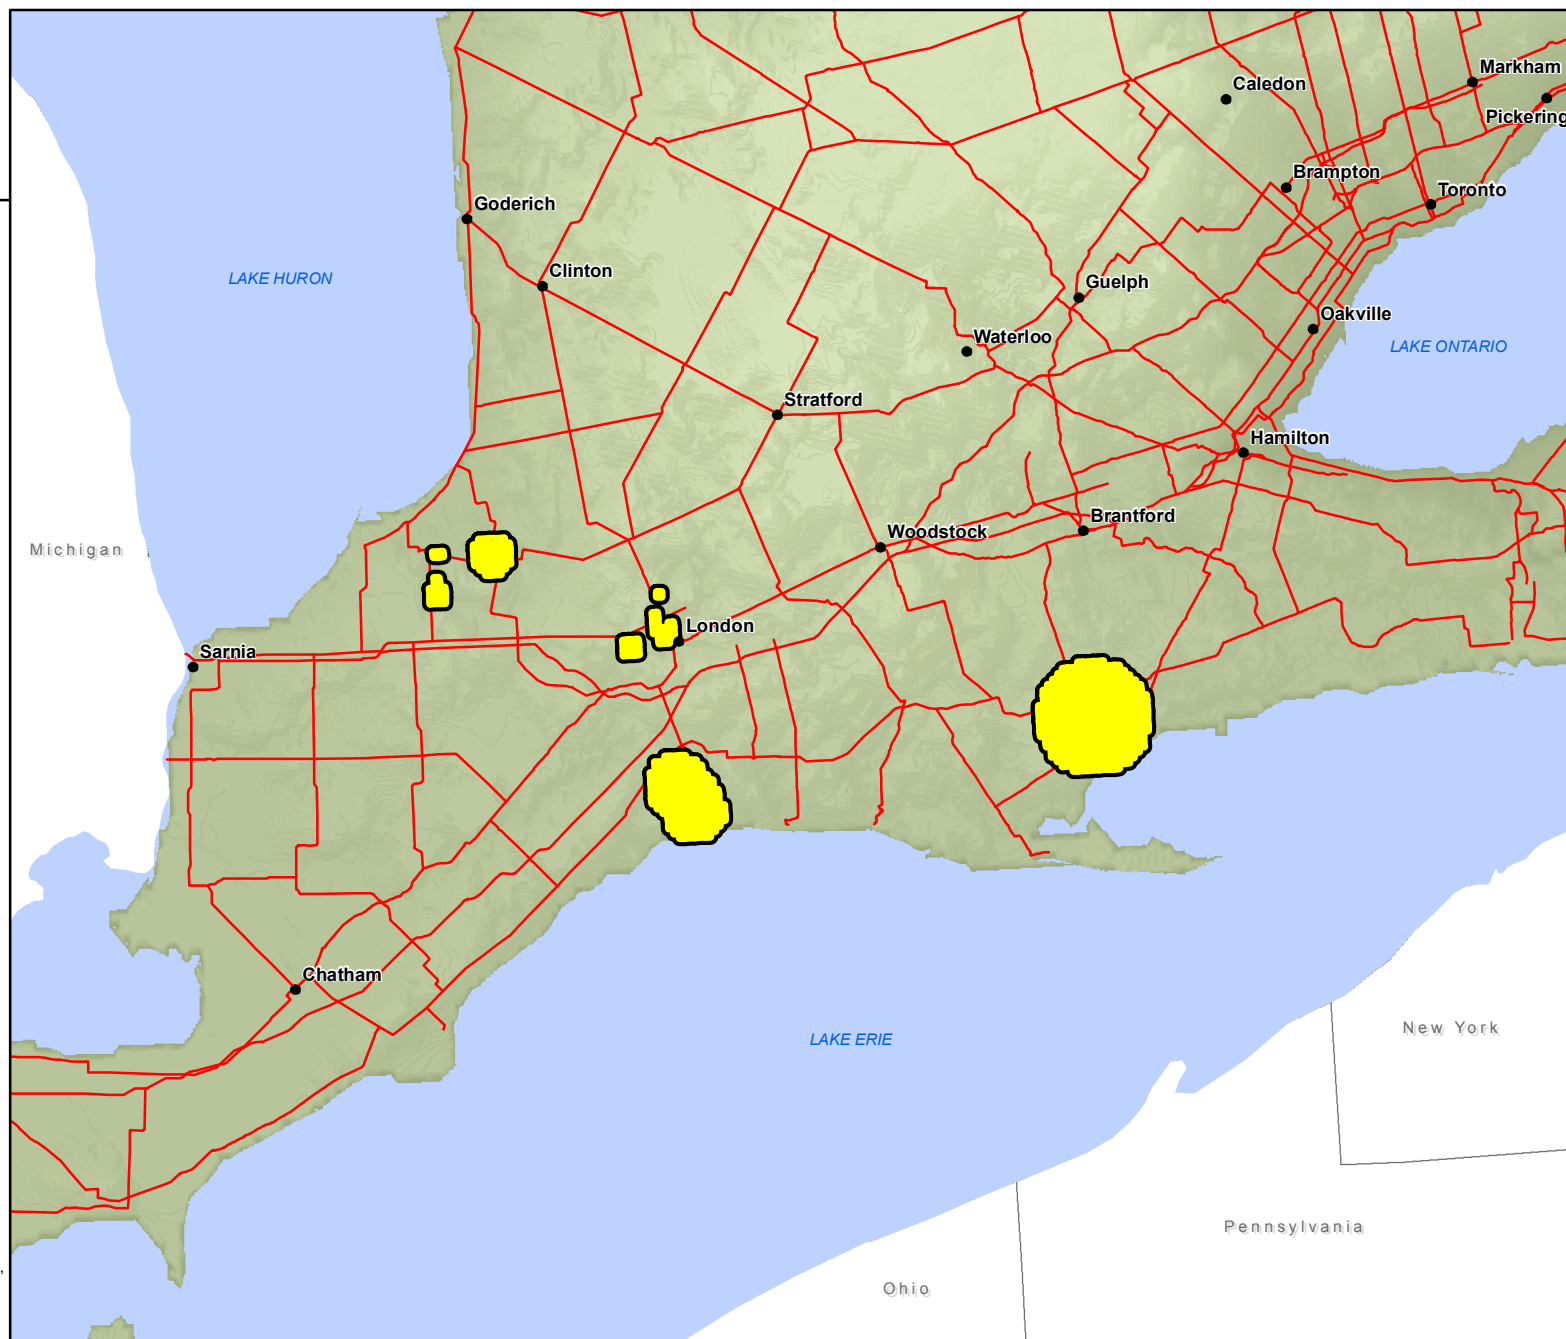 Markham
Caledon
Pickering
Brampton
Toronto
Goderich
Clinton
LAKE HURON
Guelph
Oakville
Waterloo
LAKE ONTARIO
Stratford
Hamilton
Brantford
Woodstock
Michigan
London
Sarnia
Chatham
New York
LAKE ERIE
Pennsylvania
Ohio